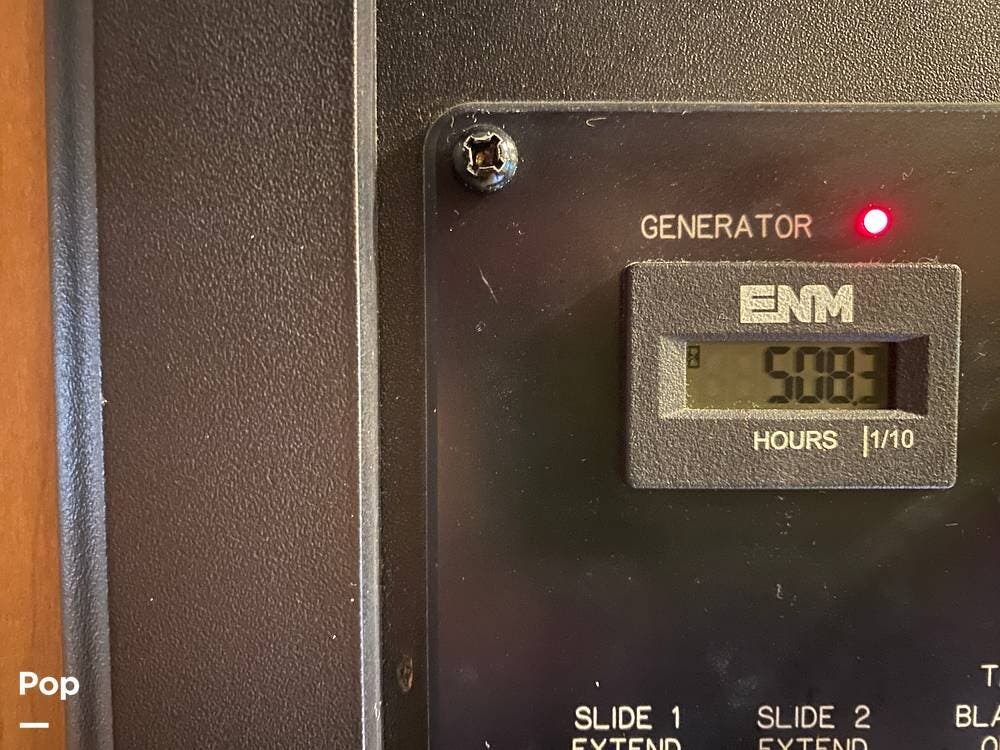 GENERATOR
ENM
508.3
HOURS 1/10
SLIDE 1
SLIDE 2
EXTEND
EXTEND
Pop